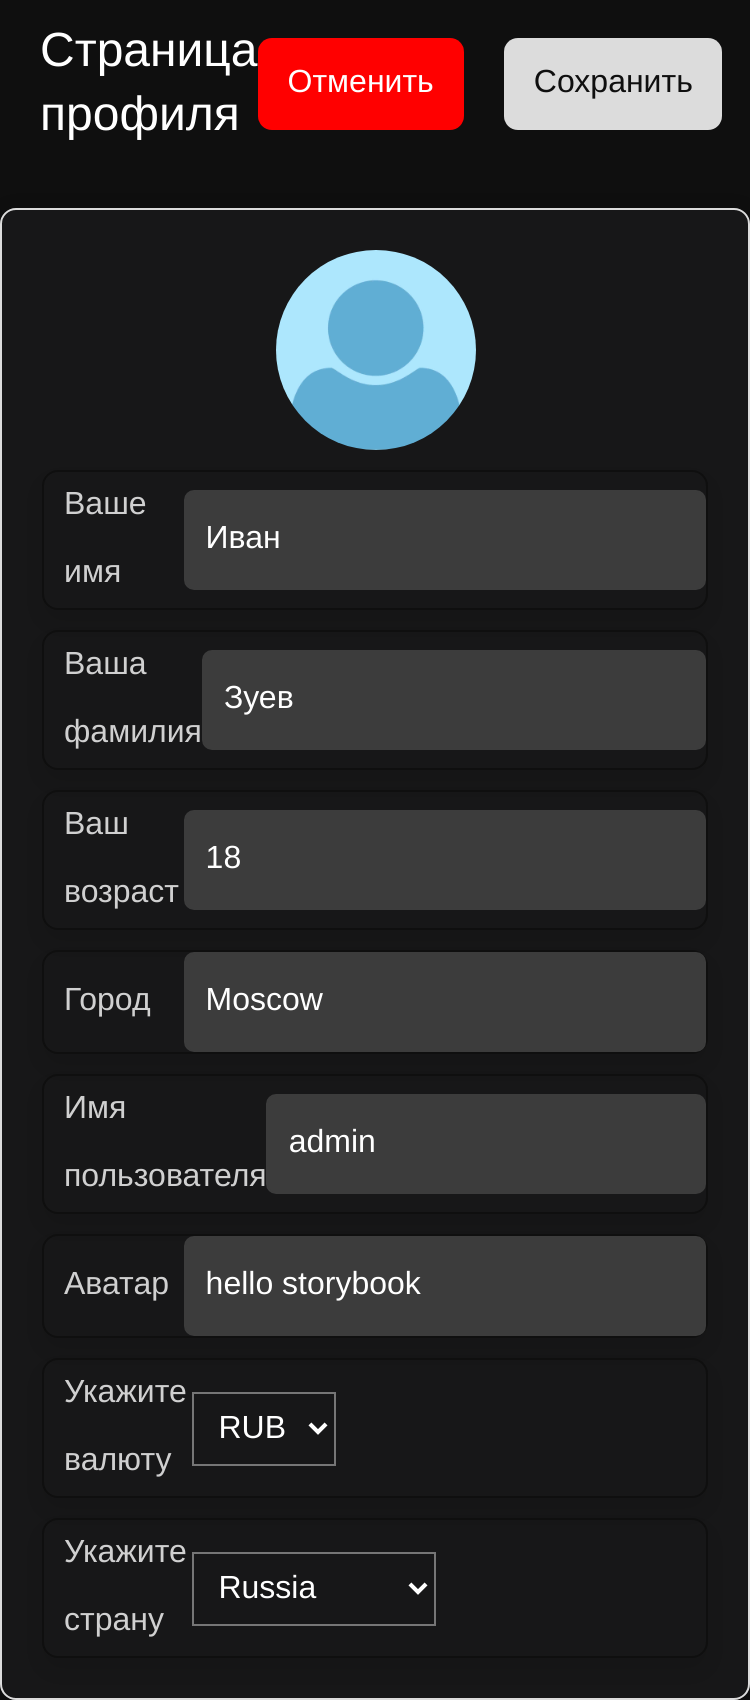 Страница
профиля
Отменить
Сохранить
Ваше
имя
Иван
Ваша
фамилия
Зуев
Ваш
возраст
18
Город
Moscow
Имя
пользователя
admin
Аватар
hello storybook
Укажите
валюту
RUB
Укажите
страну
Russia